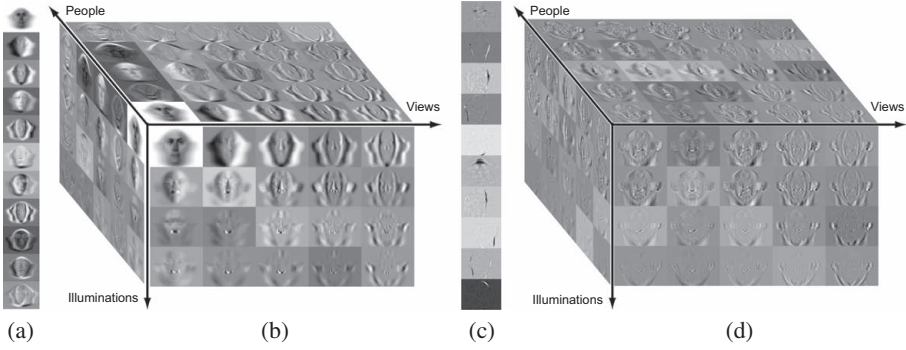 People
Views
Illuminations
People
Views
Illuminations
(a)
(b)
(c)
(d)